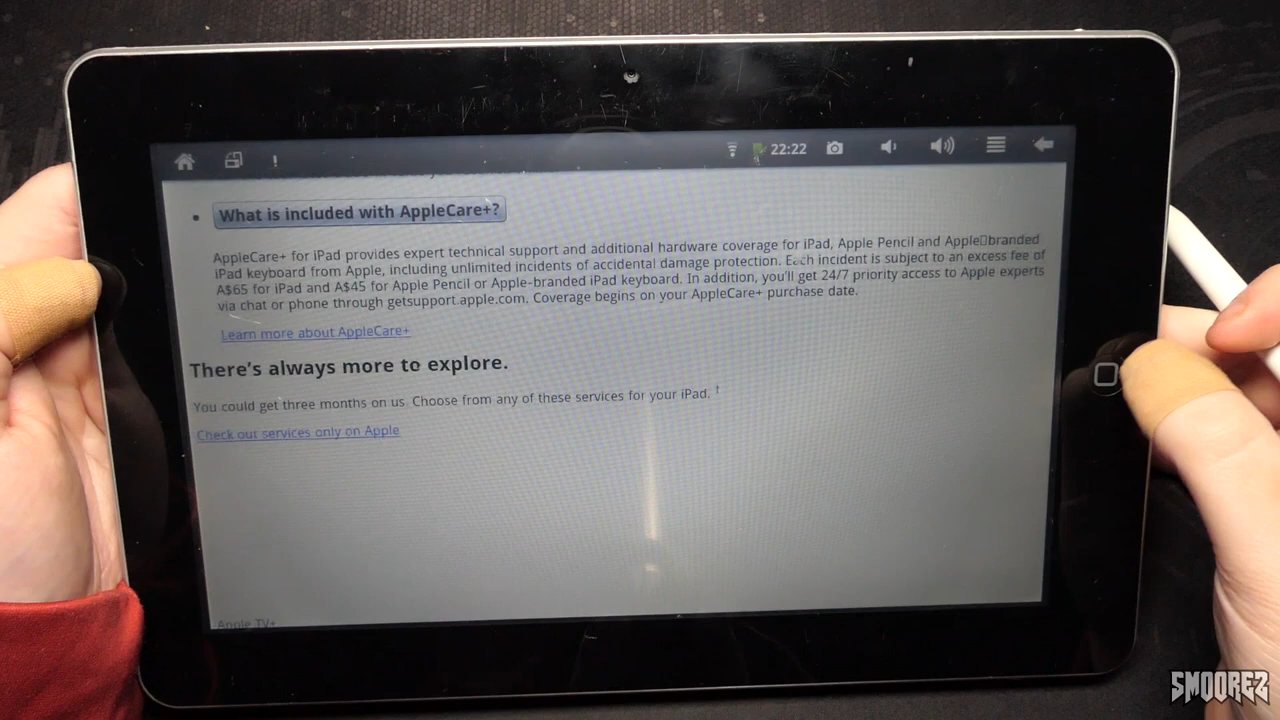 22:22
What is included with AppleCare+?
AppleCare+ for iPad provides expert technical support and additional hardware coverage for iPad, Apple Pencil and Apple▯branded
iPad keyboard from Apple, including unlimited incidents of accidental damage protection. Each incident is subject to an excess fee of
A$65 for iPad and A$45 for Apple Pencil or Apple-branded iPad keyboard. In addition, you'll get 24/7 priority access to Apple experts
via chat or phone through getsupport.apple.com. Coverage begins on your AppleCare+ purchase date.
Learn more about AppleCare+
There's always more to explore.
You could get three months on us. Choose from any of these services for your iPad. †
Check out services only on Apple
Apple TV+
SMOOREZ